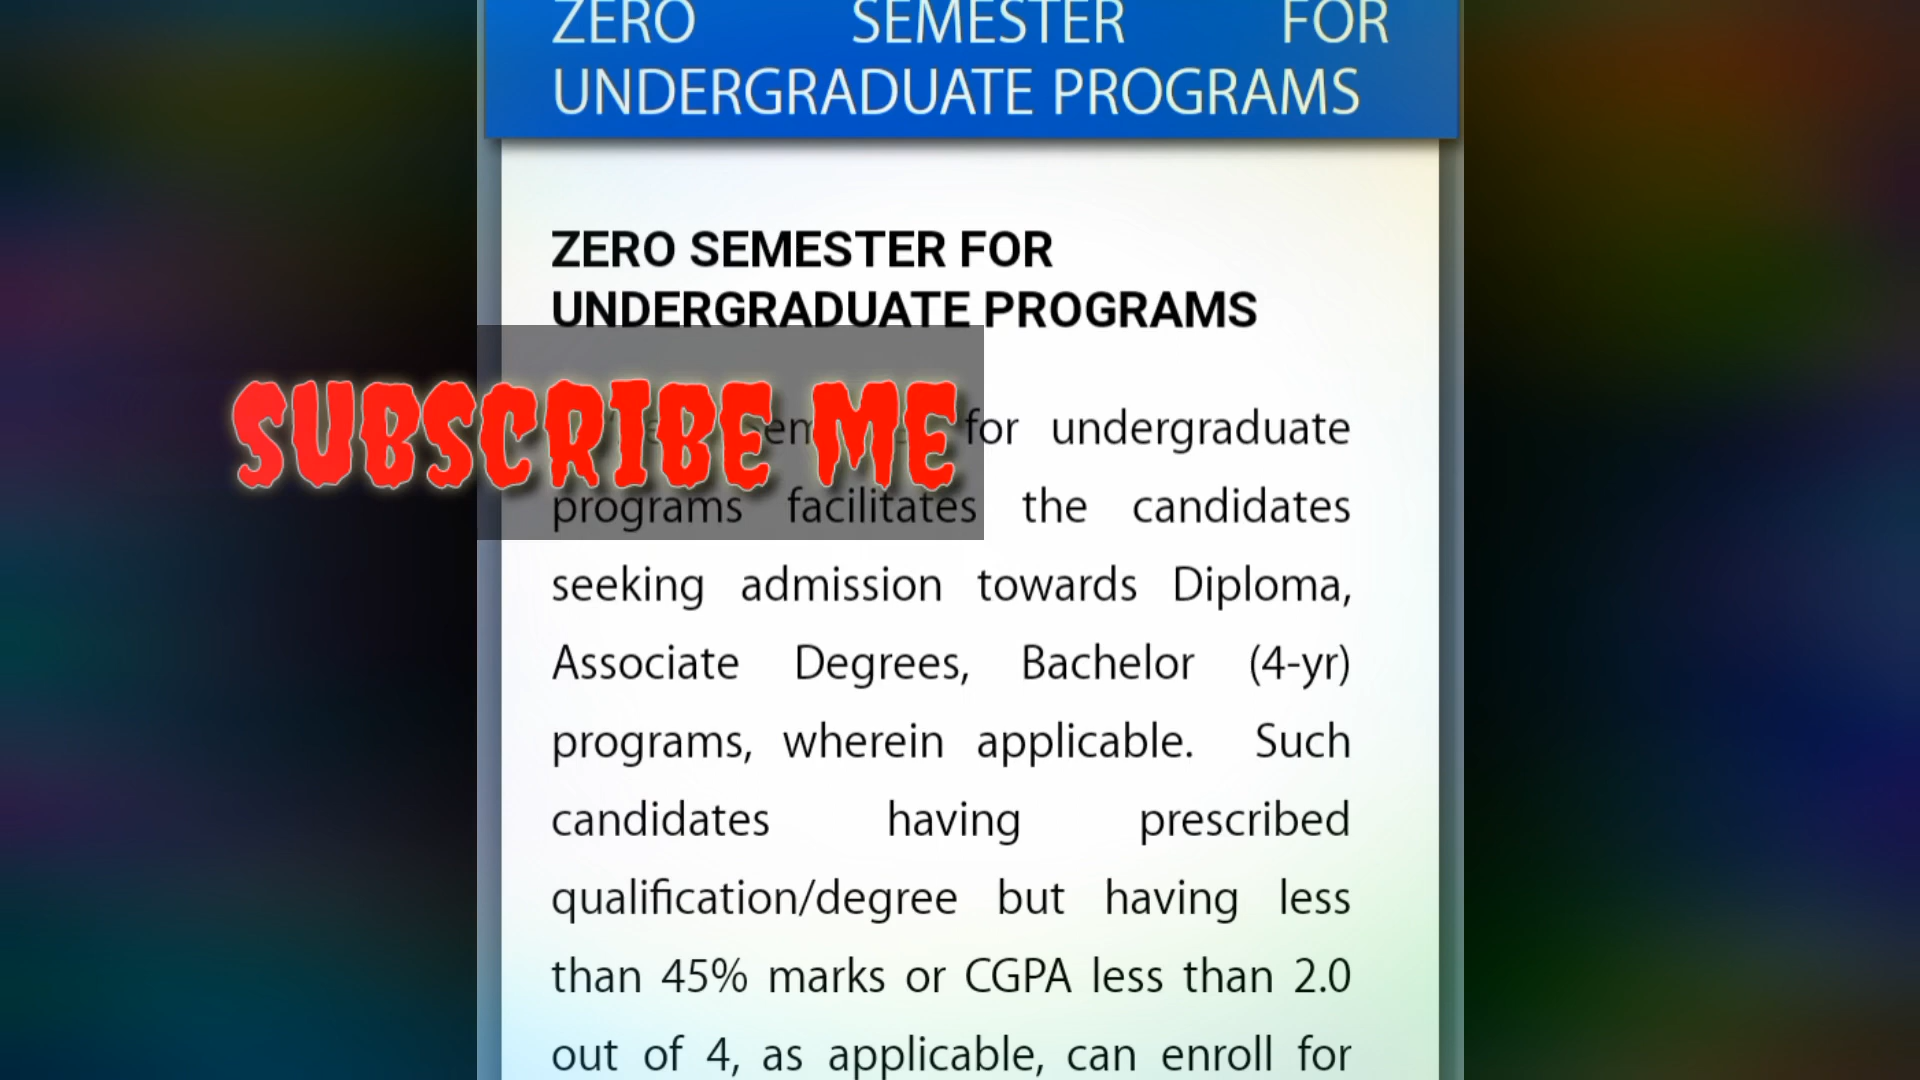 ZERO SEMESTER FOR
UNDERGRADUATE PROGRAMS
ZERO SEMESTER FOR
UNDERGRADUATE PROGRAMS
SUBSCRIBE ME
for undergraduate
programs facilitates the candidates
seeking admission towards Diploma,
Associate Degrees, Bachelor (4-yr)
programs, wherein applicable. Such
candidates having prescribed
qualification/degree but having less
than 45% marks or CGPA less than 2.0
out of 4, as applicable, can enroll for